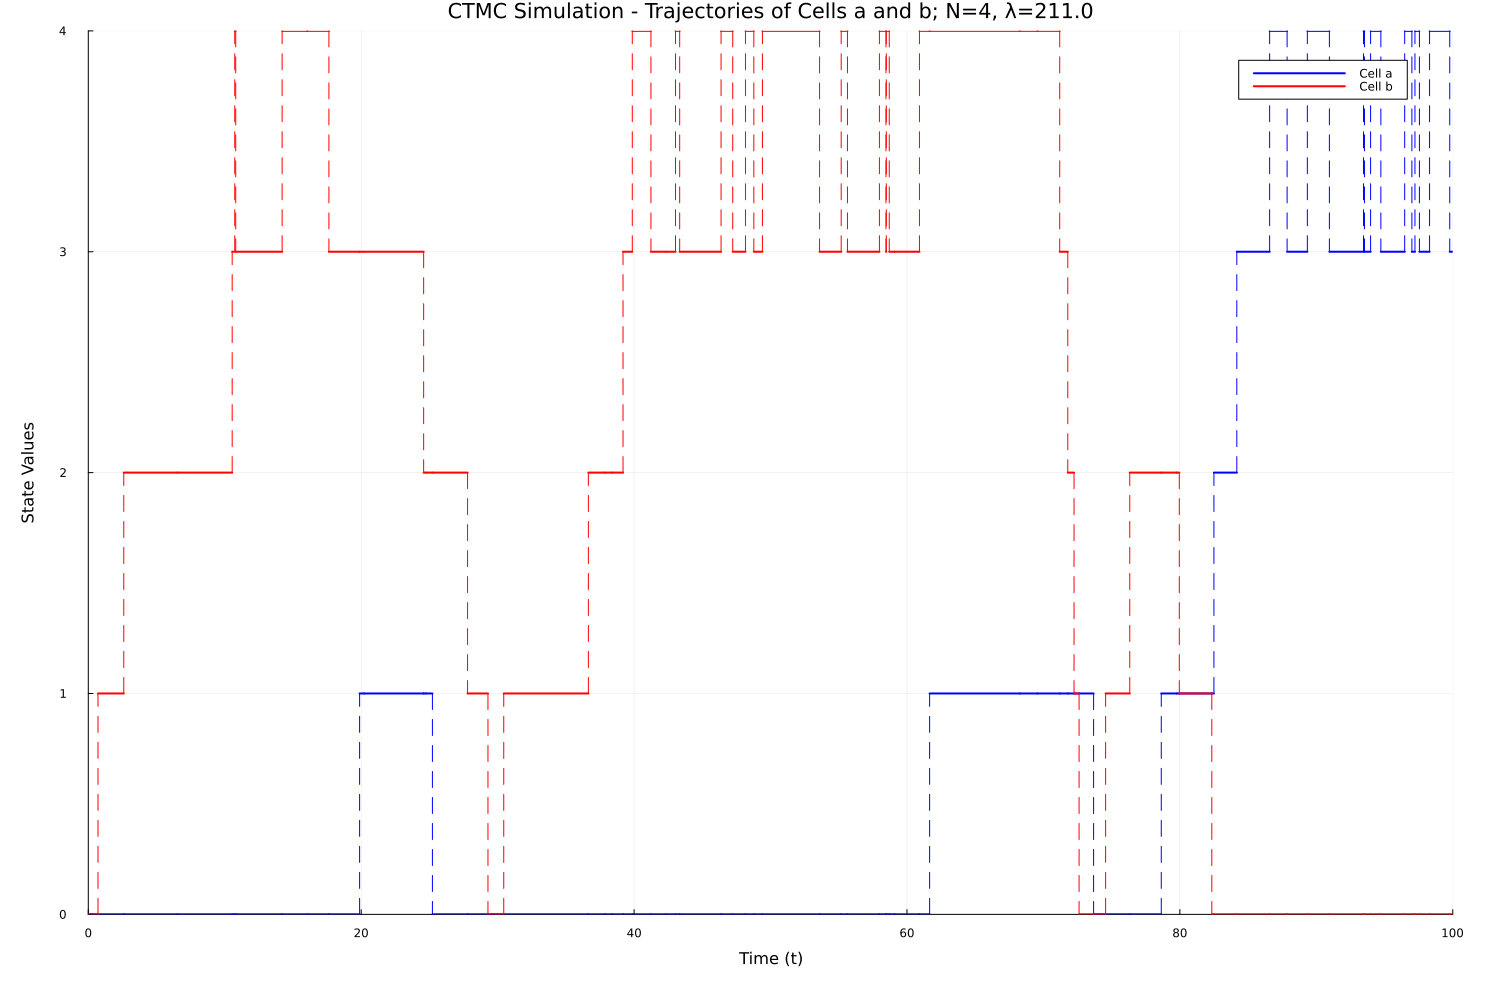 CTMC Simulation - Trajectories of Cells a and b; N=4, λ=211.0
4
3
2
1
0
State Values
Cell a
Cell b
0 20 40 60 80 100
Time (t)